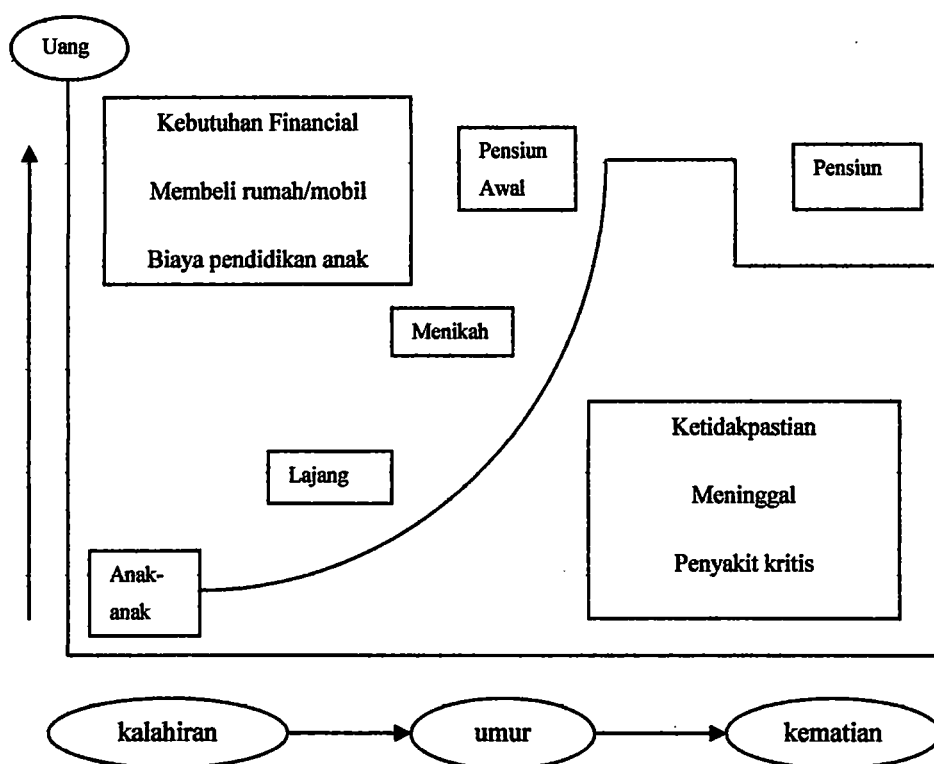 Uang
Kebutuhan Financial
Membeli rumah/mobil
Biaya pendidikan anak
Pensiun
Awal
Pensiun
Menikah
Lajang
Ketidakpastian
Meninggal
Penyakit kritis
Anak-
anak
kalahiran
umur
kematian